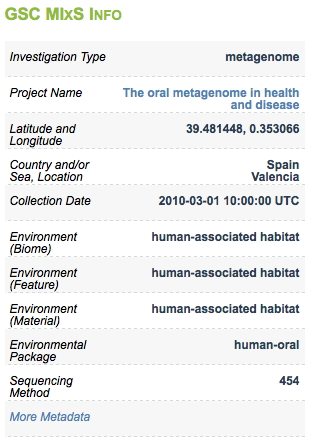 GSC MIxS Info
Investigation Type metagenome
Project Name The oral metagenome in health
and disease
Latitude and 39.481448, 0.353066
Longitude
Country and/or Spain
Sea, Location Valencia
Collection Date 2010-03-01 10:00:00 UTC
Environment human-associated habitat
(Biome)
Environment human-associated habitat
(Feature)
Environment human-associated habitat
(Material)
Environmental human-oral
Package
Sequencing 454
Method
More Metadata